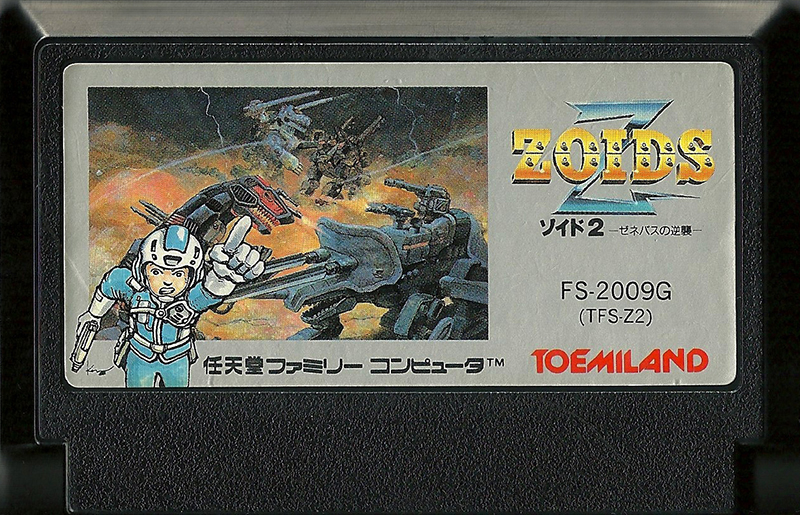 ZOIDS
ゾイド2 —ゼネバスの逆襲—
FS-2009G
(TFS-Z2)
任天堂ファミリー コンピュータ™
TOEMILAND